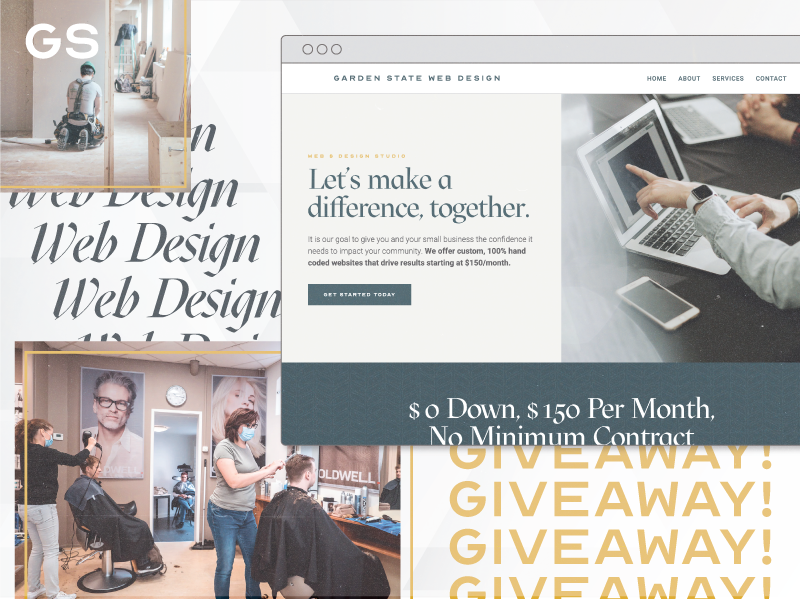 GS
GARDEN STATE WEB DESIGN
HOME ABOUT SERVICES CONTACT
WEB & DESIGN STUDIO
Let's make a
difference, together.
It is our goal to give you and your small business the confidence it
needs to impact your community. We offer custom, 100% hand
coded websites that drive results starting at $150/month.
GET STARTED TODAY
$0 Down, $150 Per Month,
No Minimum Contract
n
Web Design
Web Design
Web Design
Web Design
OLDWELL
OLDWELL
GIVEAWAY!
GIVEAWAY!
GIVEAWAY!
GIVEAWAY!